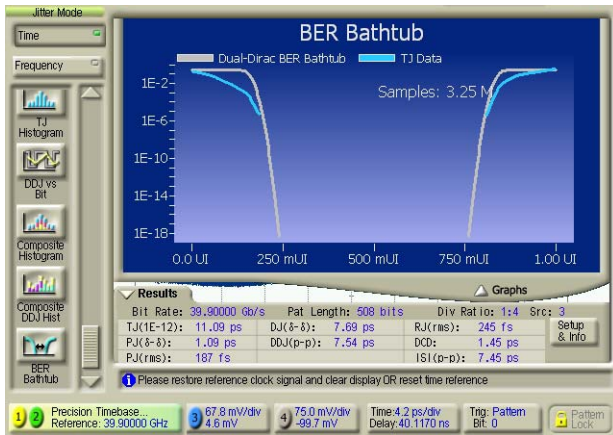 Jitter Mode
Time
Frequency
TJ
Histogram
DDJ vs
Bit
Composite
Histogram
Composite
DDJ Hist
BER
Bathtub
BER Bathtub
Dual-Dirac BER Bathtub TJ Data
Samples: 3.25 M
1E-2
1E-6
1E-10
1E-14
1E-18
0.0 UI 250 mUI 500 mUI 750 mUI 1.00 UI
Results Graphs
Bit Rate: 39.90000 Gb/s Pat Length: 508 bits Div Ratio: 1:4 Src: 3
TJ(1E-12): 11.09 ps DJ(δ-δ): 7.69 ps RJ(rms): 245 fs
PJ(δ-δ): 1.09 ps DDJ(p-p): 7.54 ps DCD: 1.45 ps
PJ(rms): 187 fs ISI(p-p): 7.45 ps
Setup
& Info
Please restore reference clock signal and clear display OR reset time reference
1 2 Precision Timebase...
Reference: 39.90000 GHz
3 67.8 mV/div
4.6 mV
4 75.0 mV/div
-99.7 mV
Time:4.2 ps/div
Delay:40.1170 ns
Trig: Pattern
Bit: 0
Pattern
Lock